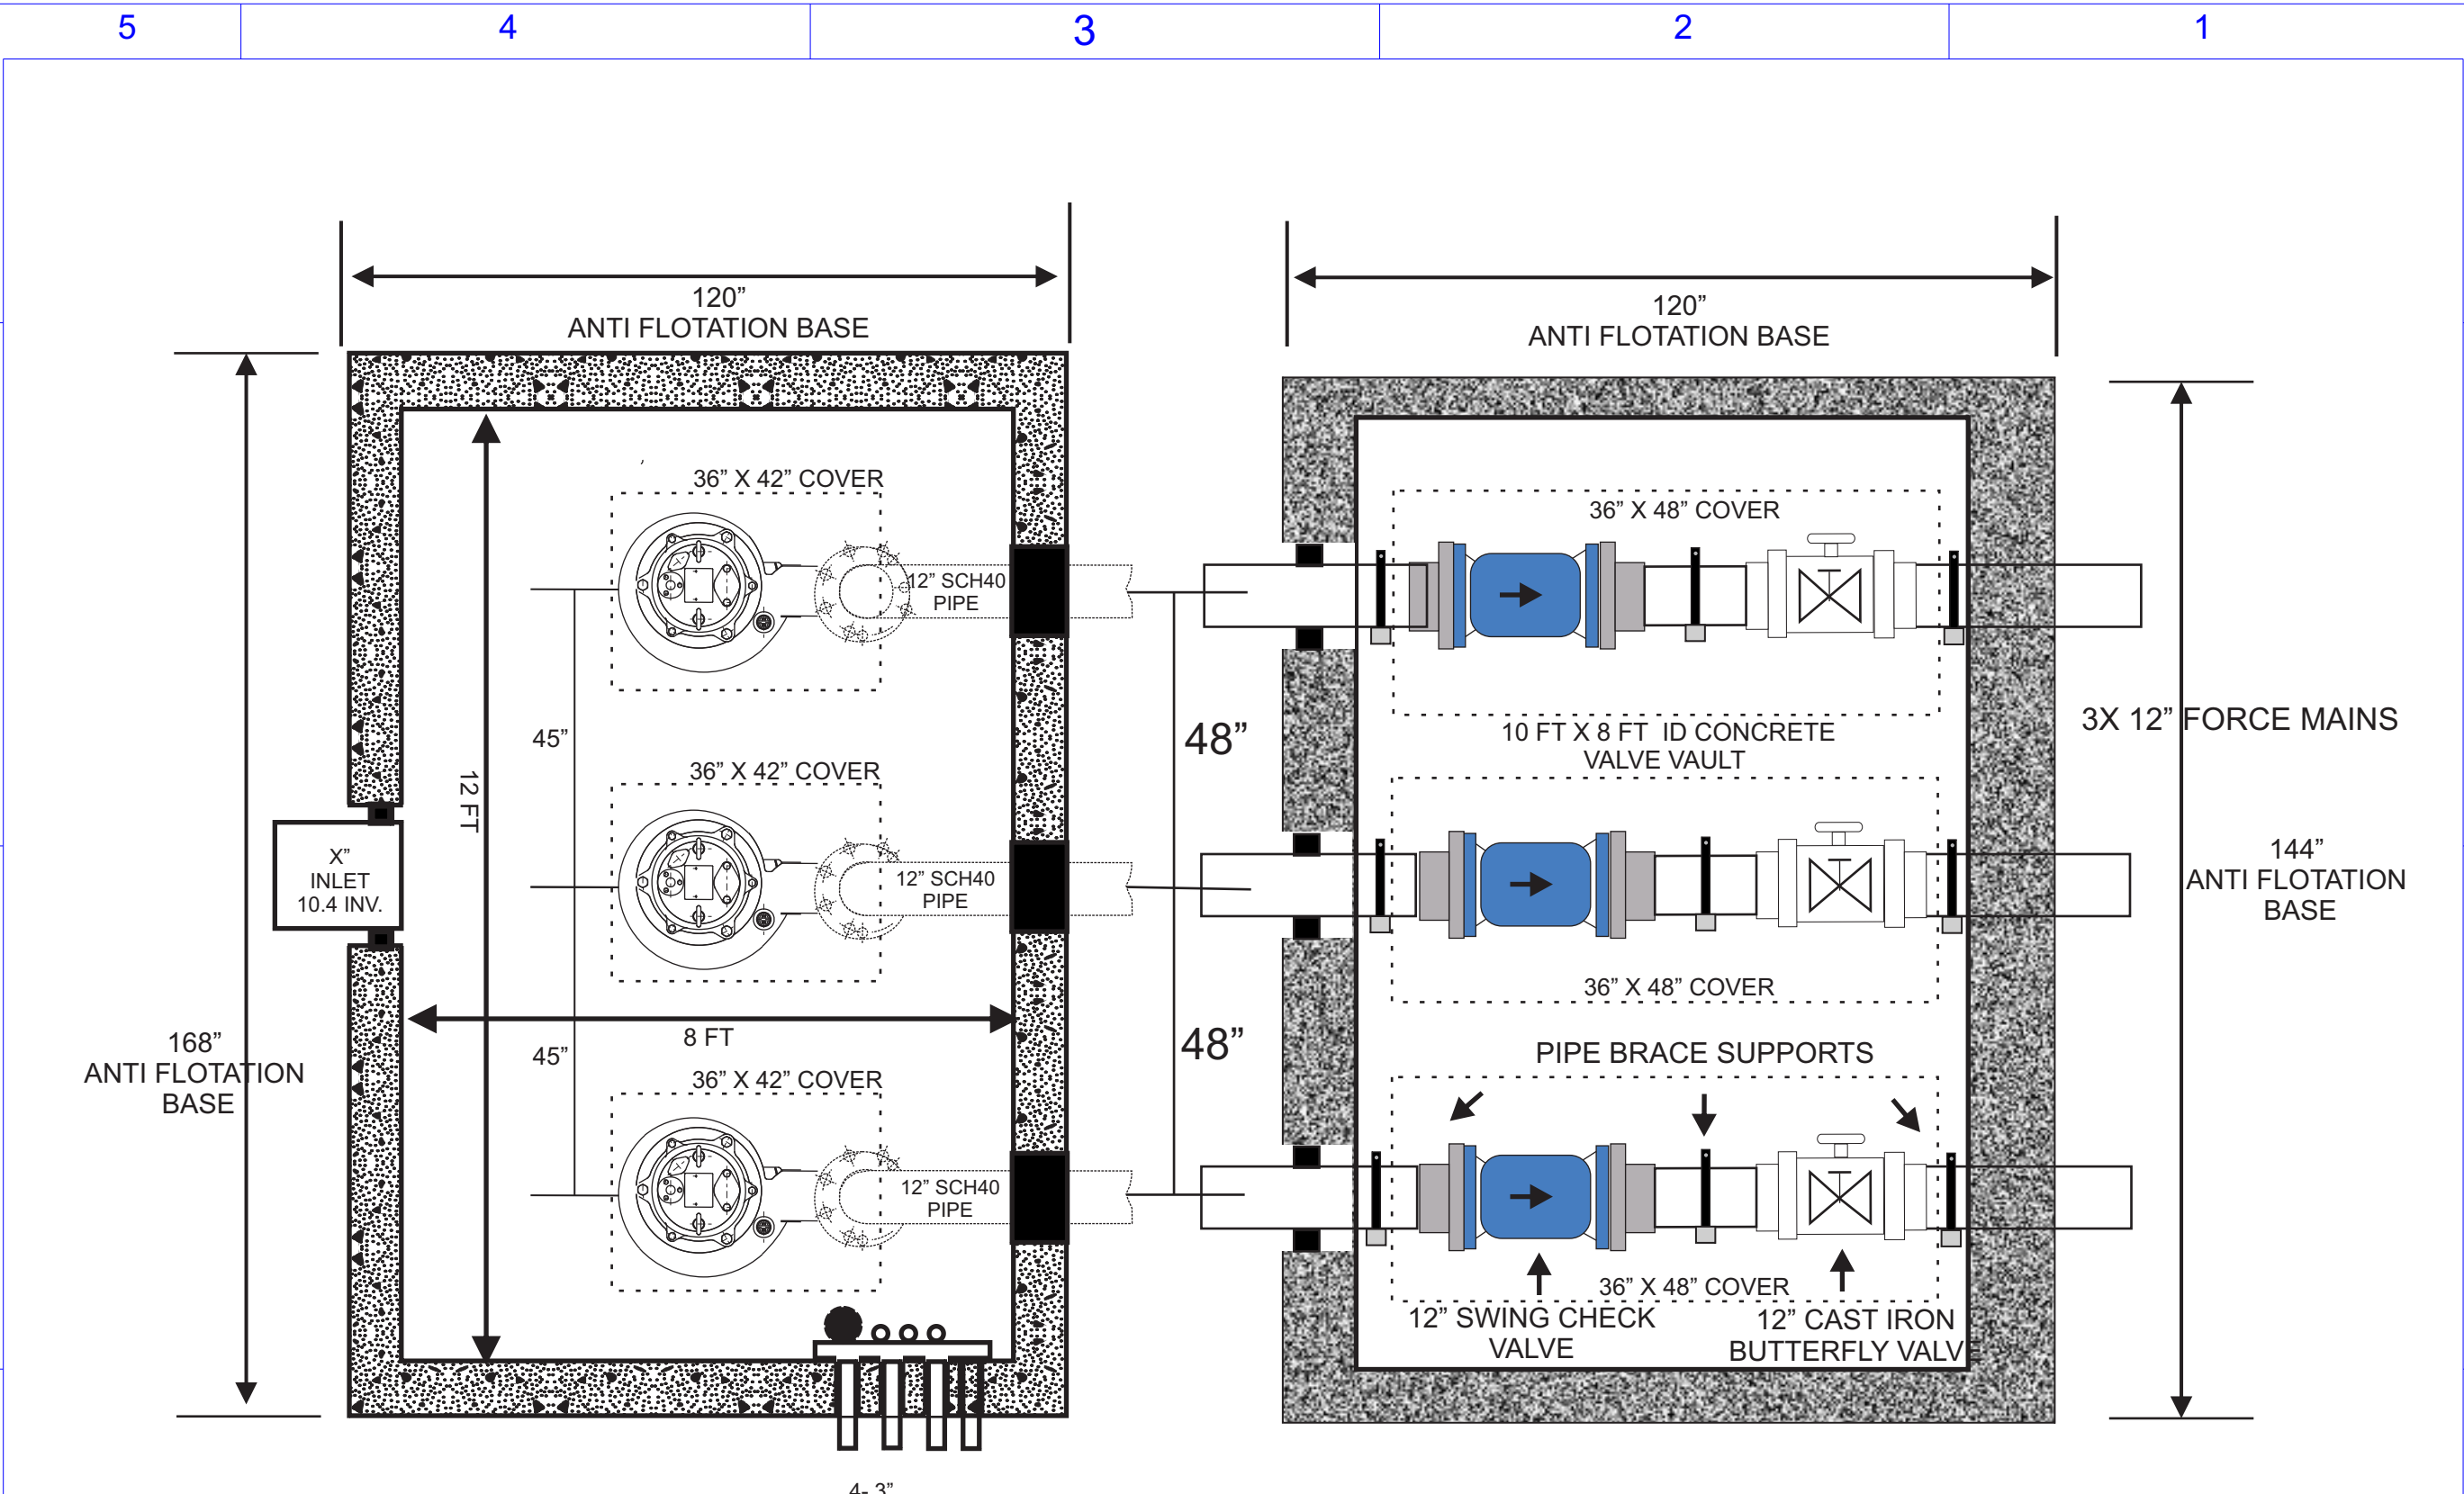 5
4
3
2
1
120”
ANTI FLOTATION BASE
120”
ANTI FLOTATION BASE
36” X 42” COVER
12” SCH40
PIPE
45”
36” X 42” COVER
12” SCH40
PIPE
12 FT
X”
INLET
10.4 INV.
8 FT
45”
168”
ANTI FLOTATION
BASE
36” X 42” COVER
12” SCH40
PIPE
4- 3”
48”
48”
36” X 48” COVER
10 FT X 8 FT ID CONCRETE
VALVE VAULT
36” X 48” COVER
PIPE BRACE SUPPORTS
36” X 48” COVER
12” SWING CHECK
VALVE
12” CAST IRON
BUTTERFLY VALVE
3X 12” FORCE MAINS
144”
ANTI FLOTATION
BASE